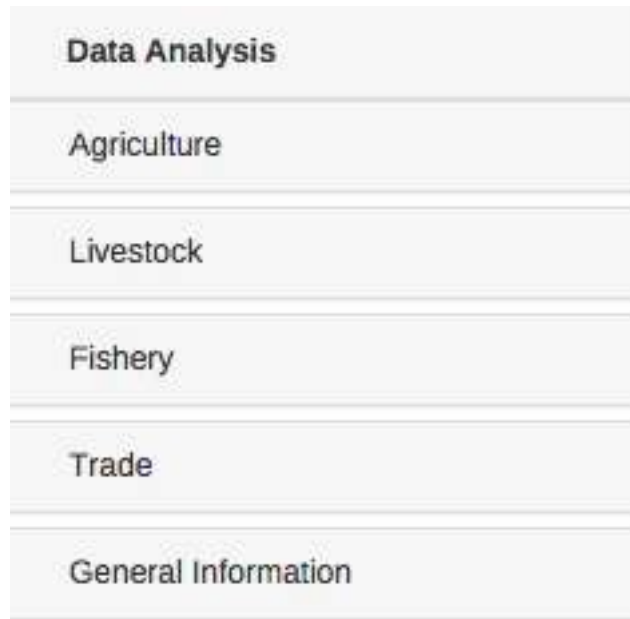 Data Analysis
Agriculture
Livestock
Fishery
Trade
General Information